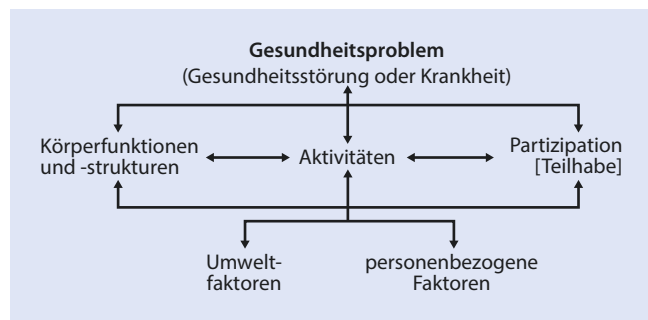 Gesundheitsproblem
(Gesundheitsstörung oder Krankheit)
Körperfunktionen
und -strukturen
Aktivitäten
Partizipation
[Teilhabe]
Umwelt-
faktoren
personenbezogene
Faktoren